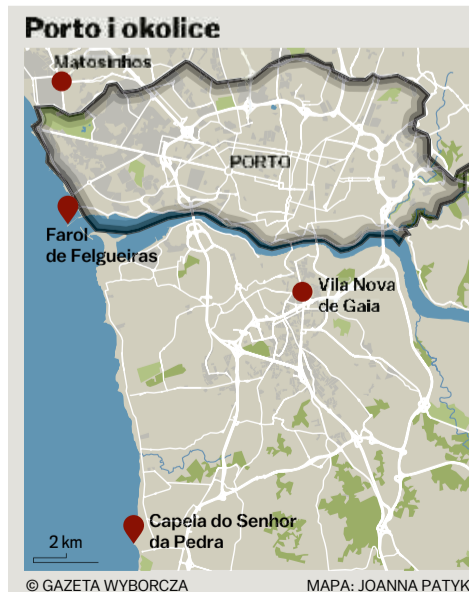 Porto i okolice
Matosinhos
PORTO
Farol
de Felgueiras
Vila Nova
de Gaia
Capela do Senhor
da Pedra
2 km
© GAZETA WYBORCZA
MAPA: JOANNA PATYK